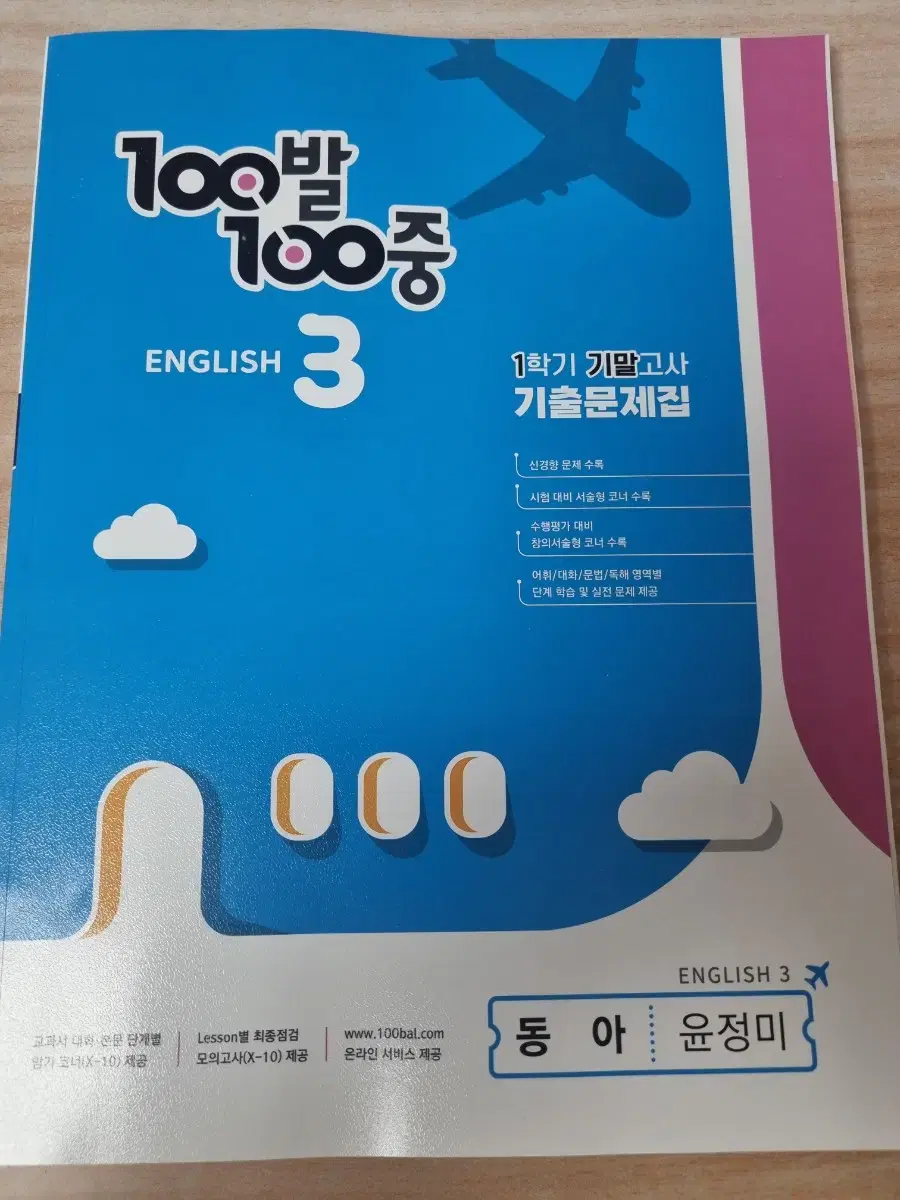 100발
100중
ENGLISH 3
1학기 기말고사
기출문제집
신경향 문제 수록
시험 대비 서술형 코너 수록
수행평가 대비
창의서술형 코너 수록
어휘/대화/문법/독해 영역별
단계 학습 및 실전 문제 제공
ENGLISH 3
동 아 윤정미
교과서 대화·본문 단계별
암기 코너(X-10) 제공
Lesson별 최종점검
모의고사(X-10) 제공
www.100bal.com
온라인 서비스 제공